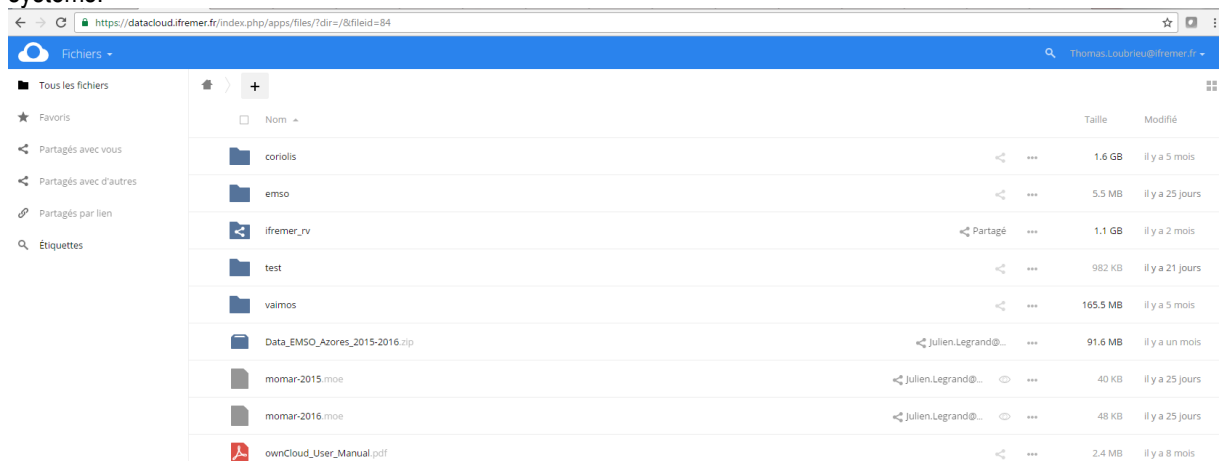 système.
https://datacloud.ifremer.fr/index.php/apps/files/?dir=/&fileid=84
Fichiers
Thomas.Loubrieu@ifremer.fr
Tous les fichiers
Favoris
Partagés avec vous
Partagés avec d'autres
Partagés par lien
Étiquettes
+
Nom Taille Modifié
coriolis ••• 1.6 GB il y a 5 mois
emso ••• 5.5 MB il y a 25 jours
ifremer_rv Partagé ••• 1.1 GB il y a 2 mois
test ••• 982 KB il y a 21 jours
vaimos ••• 165.5 MB il y a 5 mois
Data_EMSO_Azores_2015-2016.zip Julien.Legrand@... ••• 91.6 MB il y a un mois
momar-2015.moe Julien.Legrand@... ••• 40 KB il y a 25 jours
momar-2016.moe Julien.Legrand@... ••• 48 KB il y a 25 jours
ownCloud_User_Manual.pdf ••• 2.4 MB il y a 8 mois